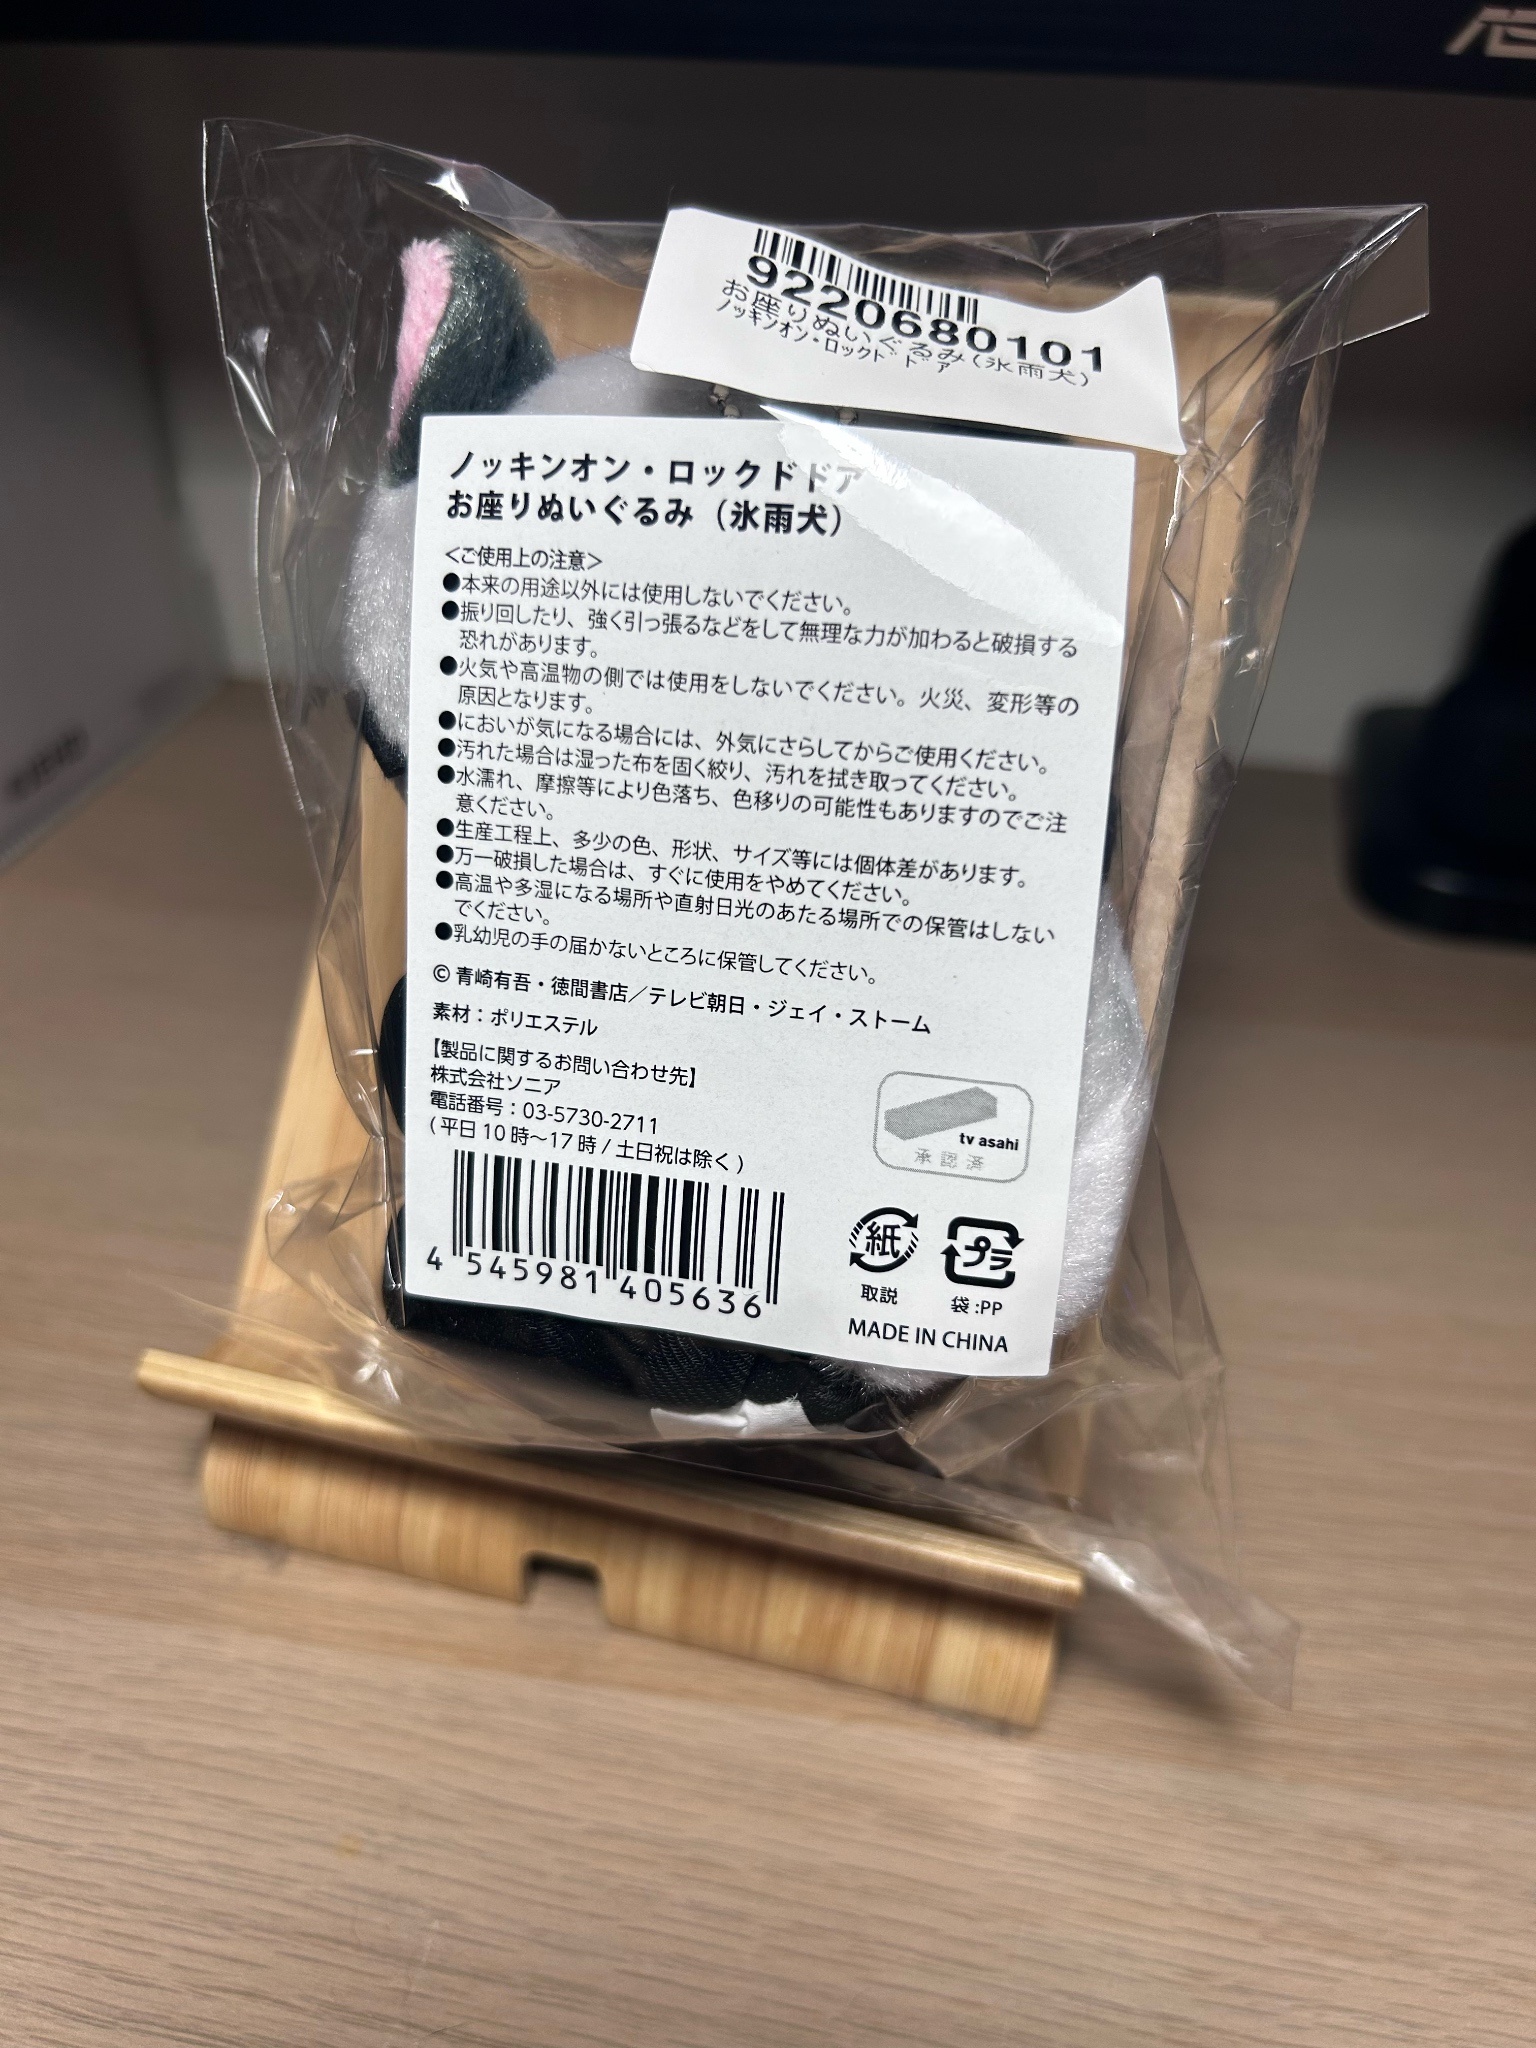 9220680101
お座りぬいぐるみ(氷雨犬)
ノッキンオン・ロックドドア
ノッキンオン・ロックドドア
お座りぬいぐるみ（氷雨犬）
＜ご使用上の注意＞
●本来の用途以外には使用しないでください。
●振り回したり、強く引っ張るなどをして無理な力が加わると破損する
恐れがあります。
●火気や高温物の側では使用をしないでください。火災、変形等の
原因となります。
●においが気になる場合には、外気にさらしてからご使用ください。
●汚れた場合は湿った布を固く絞り、汚れを拭き取ってください。
●水濡れ、摩擦等により色落ち、色移りの可能性もありますのでご注
意ください。
●生産工程上、多少の色、形状、サイズ等には個体差があります。
●万一破損した場合は、すぐに使用をやめてください。
●高温や多湿になる場所や直射日光のあたる場所での保管はしない
でください。
●乳幼児の手の届かないところに保管してください。
© 青崎有吾・徳間書店／テレビ朝日・ジェイ・ストーム
素材：ポリエステル
【製品に関するお問い合わせ先】
株式会社ソニア
電話番号：03-5730-2711
( 平日 10 時～17 時 / 土日祝は除く )
tv asahi
承認済
4 545981 405636
紙
プラ
取説
袋:PP
MADE IN CHINA